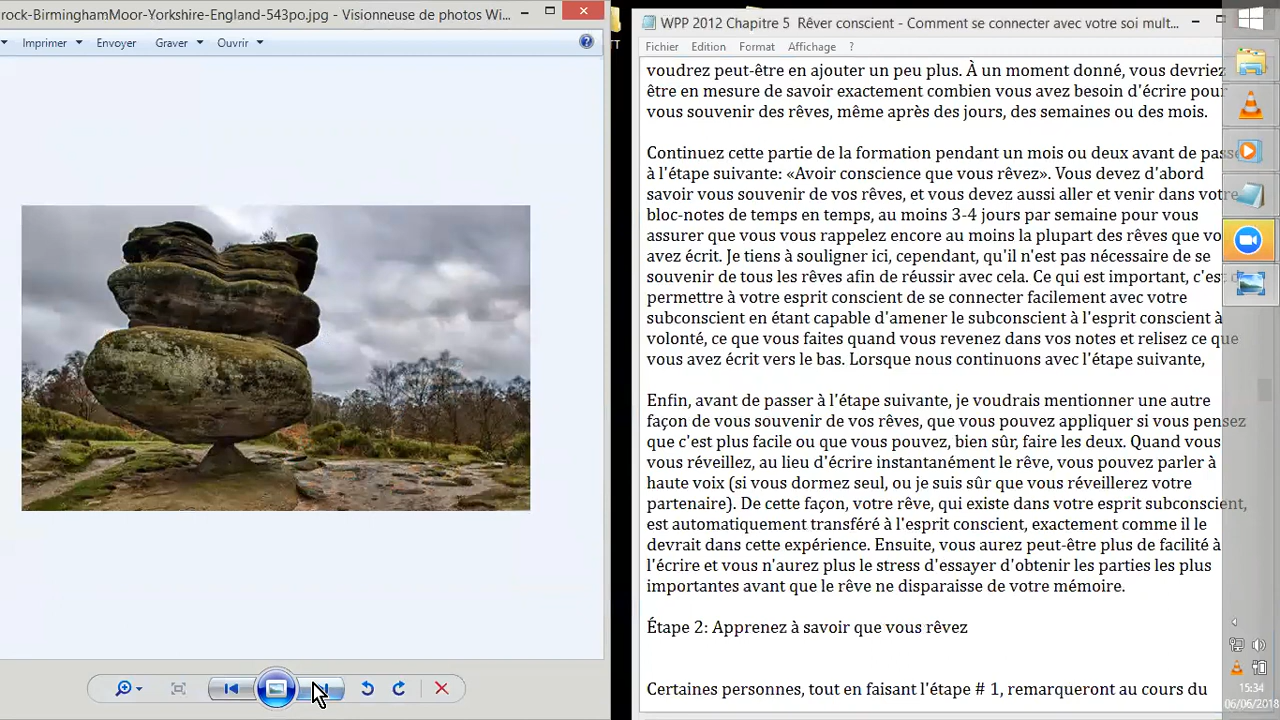 rock-BirminghamMoor-Yorkshire-England-543po.jpg - Visionneuse de photos Wi...
Imprimer Envoyer Graver Ouvrir
WPP 2012 Chapitre 5 Rêver conscient - Comment se connecter avec votre soi mult...
Fichier Edition Format Affichage ?
voudrez peut-être en ajouter un peu plus. À un moment donné, vous devriez
être en mesure de savoir exactement combien vous avez besoin d'écrire pour
vous souvenir des rêves, même après des jours, des semaines ou des mois.
Continuez cette partie de la formation pendant un mois ou deux avant de passe
à l'étape suivante: «Avoir conscience que vous rêvez». Vous devez d'abord
savoir vous souvenir de vos rêves, et vous devez aussi aller et venir dans votre
bloc-notes de temps en temps, au moins 3-4 jours par semaine pour vous
assurer que vous vous rappelez encore au moins la plupart des rêves que vo
avez écrit. Je tiens à souligner ici, cependant, qu'il n'est pas nécessaire de se
souvenir de tous les rêves afin de réussir avec cela. Ce qui est important, c'est
permettre à votre esprit conscient de se connecter facilement avec votre
subconscient en étant capable d'amener le subconscient à l'esprit conscient à
volonté, ce que vous faites quand vous revenez dans vos notes et relisez ce que
vous avez écrit vers le bas. Lorsque nous continuons avec l'étape suivante,
Enfin, avant de passer à l'étape suivante, je voudrais mentionner une autre
façon de vous souvenir de vos rêves, que vous pouvez appliquer si vous pensez
que c'est plus facile ou que vous pouvez, bien sûr, faire les deux. Quand vous
vous réveillez, au lieu d'écrire instantanément le rêve, vous pouvez parler à
haute voix (si vous dormez seul, ou je suis sûr que vous réveillerez votre
partenaire). De cette façon, votre rêve, qui existe dans votre esprit subconscient,
est automatiquement transféré à l'esprit conscient, exactement comme il le
devrait dans cette expérience. Ensuite, vous aurez peut-être plus de facilité à
l'écrire et vous n'aurez plus le stress d'essayer d'obtenir les parties les plus
importantes avant que le rêve ne disparaisse de votre mémoire.
Étape 2: Apprenez à savoir que vous rêvez
Certaines personnes, tout en faisant l'étape # 1, remarqueront au cours du
15:34
06/06/2018